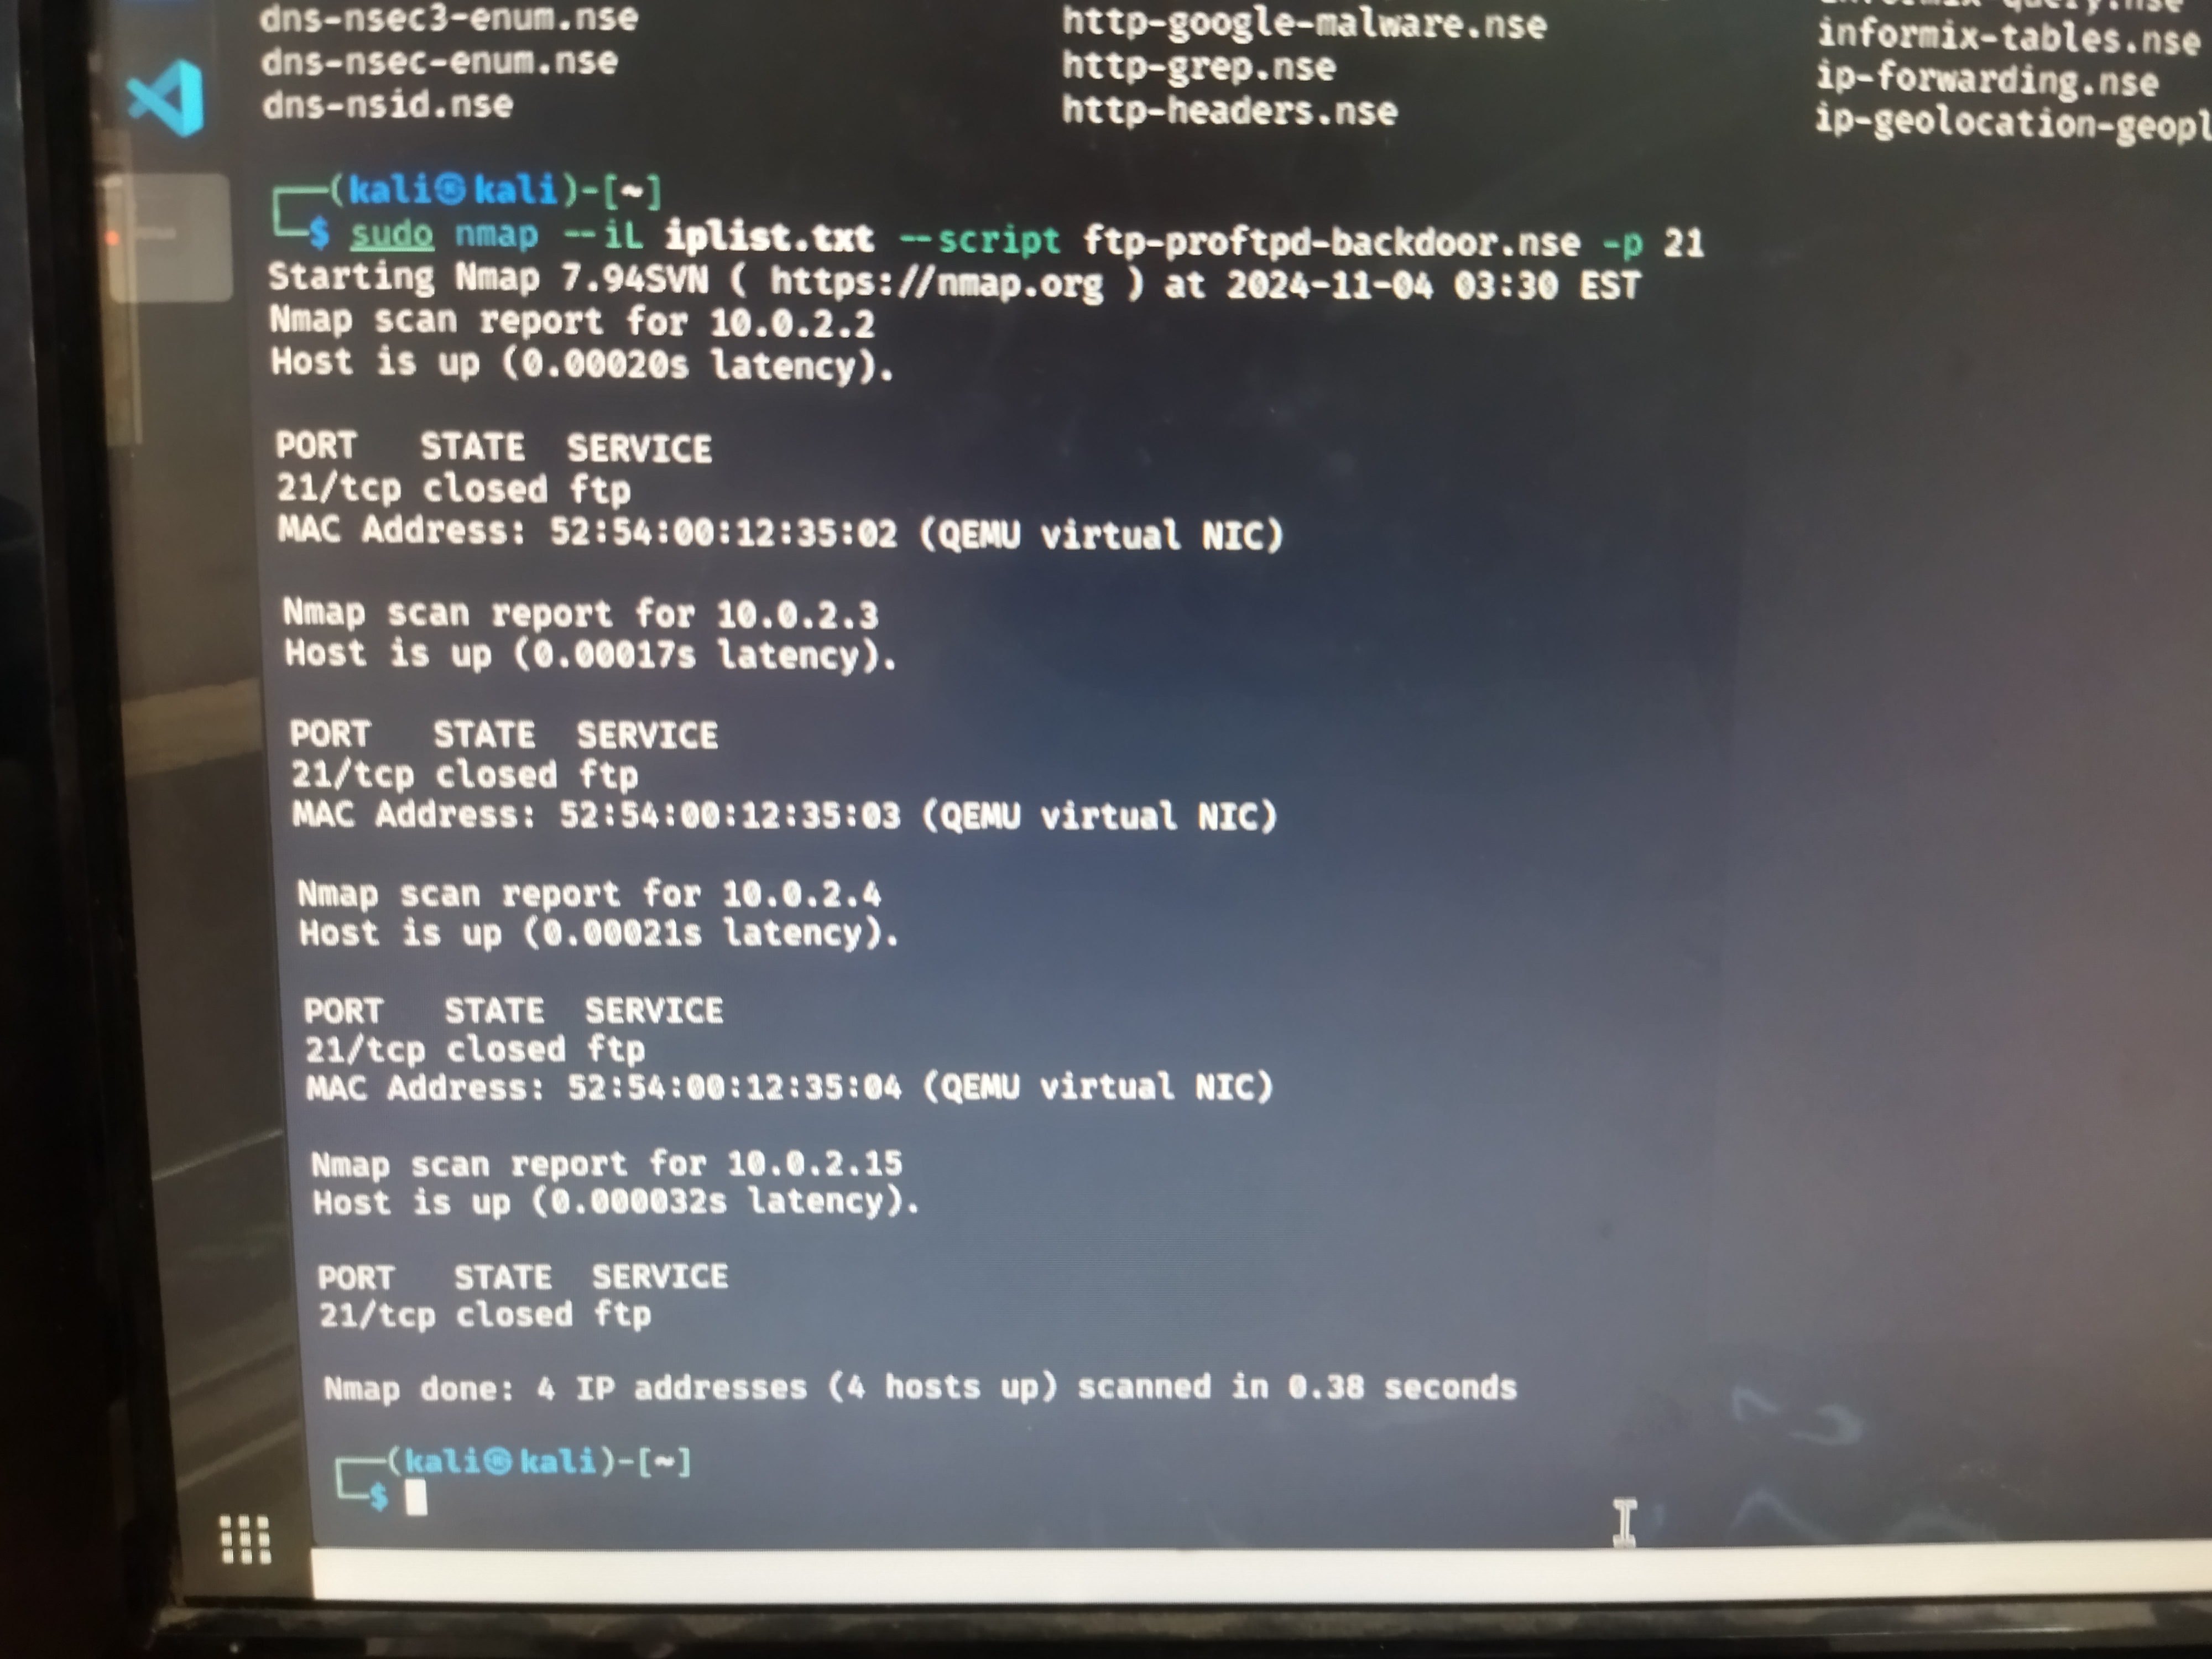 dns-nsec3-enum.nse http-google-malware.nse
dns-nsec-enum.nse http-grep.nse informix-tables.nse
dns-nsid.nse http-headers.nse ip-forwarding.nse
ip-geolocation-geopl
┌──(kali㉿kali)-[~]
└─$ sudo nmap --iL iplist.txt --script ftp-proftpd-backdoor.nse -p 21
Starting Nmap 7.94SVN ( https://nmap.org ) at 2024-11-04 03:30 EST
Nmap scan report for 10.0.2.2
Host is up (0.00020s latency).
PORT STATE SERVICE
21/tcp closed ftp
MAC Address: 52:54:00:12:35:02 (QEMU virtual NIC)
Nmap scan report for 10.0.2.3
Host is up (0.00017s latency).
PORT STATE SERVICE
21/tcp closed ftp
MAC Address: 52:54:00:12:35:03 (QEMU virtual NIC)
Nmap scan report for 10.0.2.4
Host is up (0.00021s latency).
PORT STATE SERVICE
21/tcp closed ftp
MAC Address: 52:54:00:12:35:04 (QEMU virtual NIC)
Nmap scan report for 10.0.2.15
Host is up (0.000032s latency).
PORT STATE SERVICE
21/tcp closed ftp
Nmap done: 4 IP addresses (4 hosts up) scanned in 0.38 seconds
┌──(kali㉿kali)-[~]
└─$